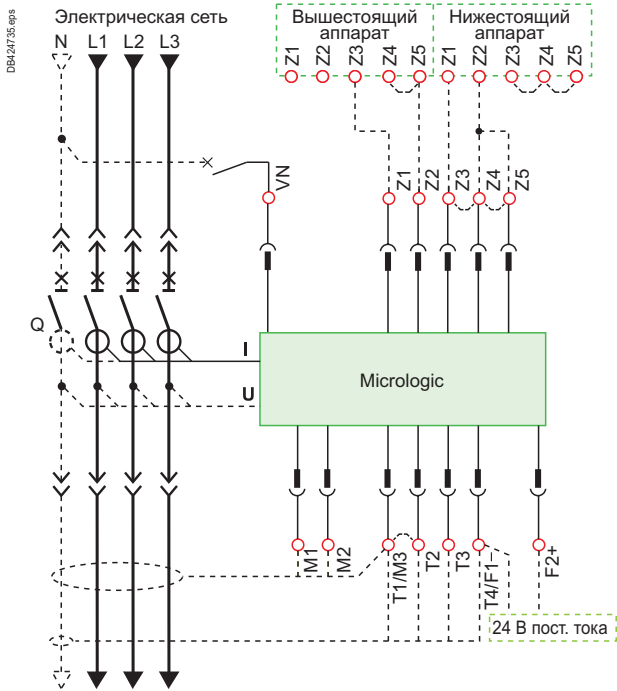 DB424735.eps
Электрическая сеть
N L1 L2 L3
Вышестоящий аппарат
Нижестоящий аппарат
Z1 Z2 Z3 Z4 Z5 Z1 Z2 Z3 Z4 Z5
VN Z1 Z2 Z3 Z4 Z5
Q
I
U
Micrologic
M1 M2 T1/M3 T2 T3 T4/F1– F2+
24 В пост. тока